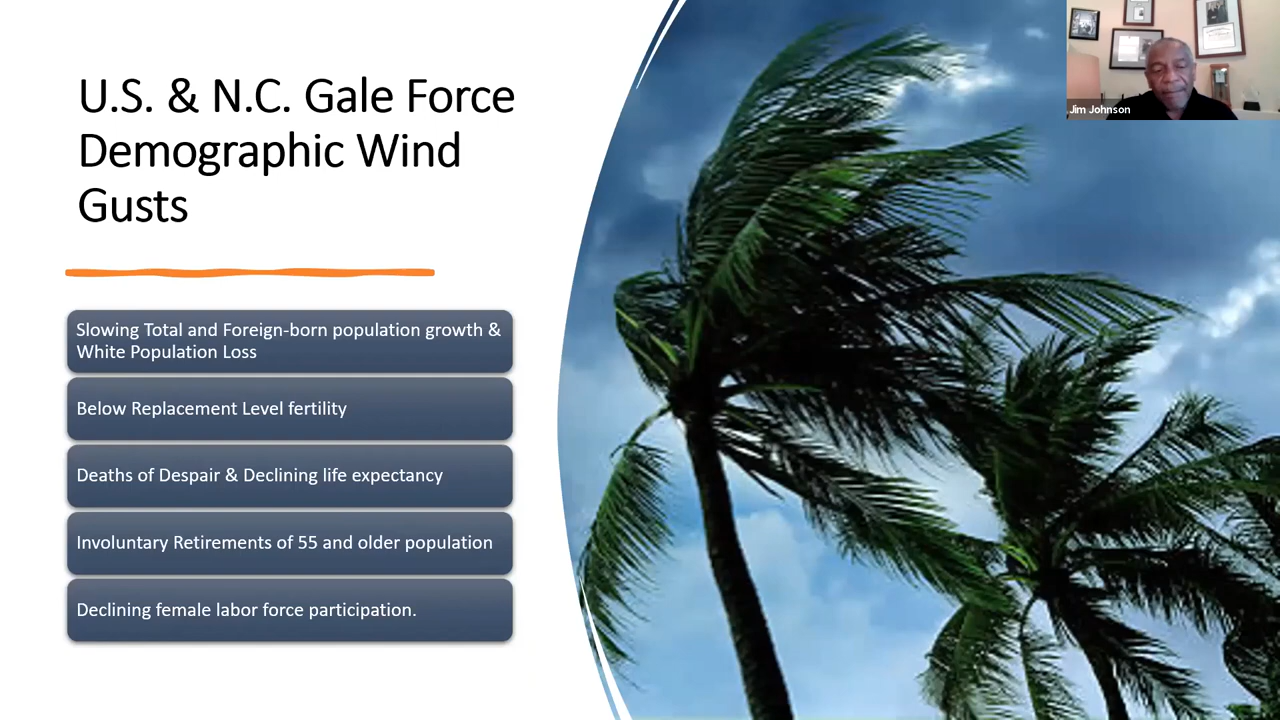 U.S. & N.C. Gale Force
Demographic Wind
Gusts
Slowing Total and Foreign-born population growth &
White Population Loss
Below Replacement Level fertility
Deaths of Despair & Declining life expectancy
Involuntary Retirements of 55 and older population
Declining female labor force participation.
Jim Johnson